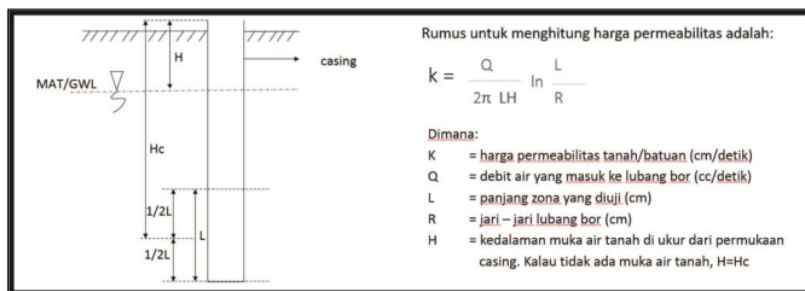 H
casing
MAT/GWL
Hc
1/2L
L
1/2L
Rumus untuk menghitung harga permeabilitas adalah:
k = Q / 2π LH ln L / R
Dimana:
K = harga permeabilitas tanah/batuan (cm/detik)
Q = debit air yang masuk ke lubang bor (cc/detik)
L = panjang zona yang diuji (cm)
R = jari – jari lubang bor (cm)
H = kedalaman muka air tanah di ukur dari permukaan
casing. Kalau tidak ada muka air tanah, H=Hc